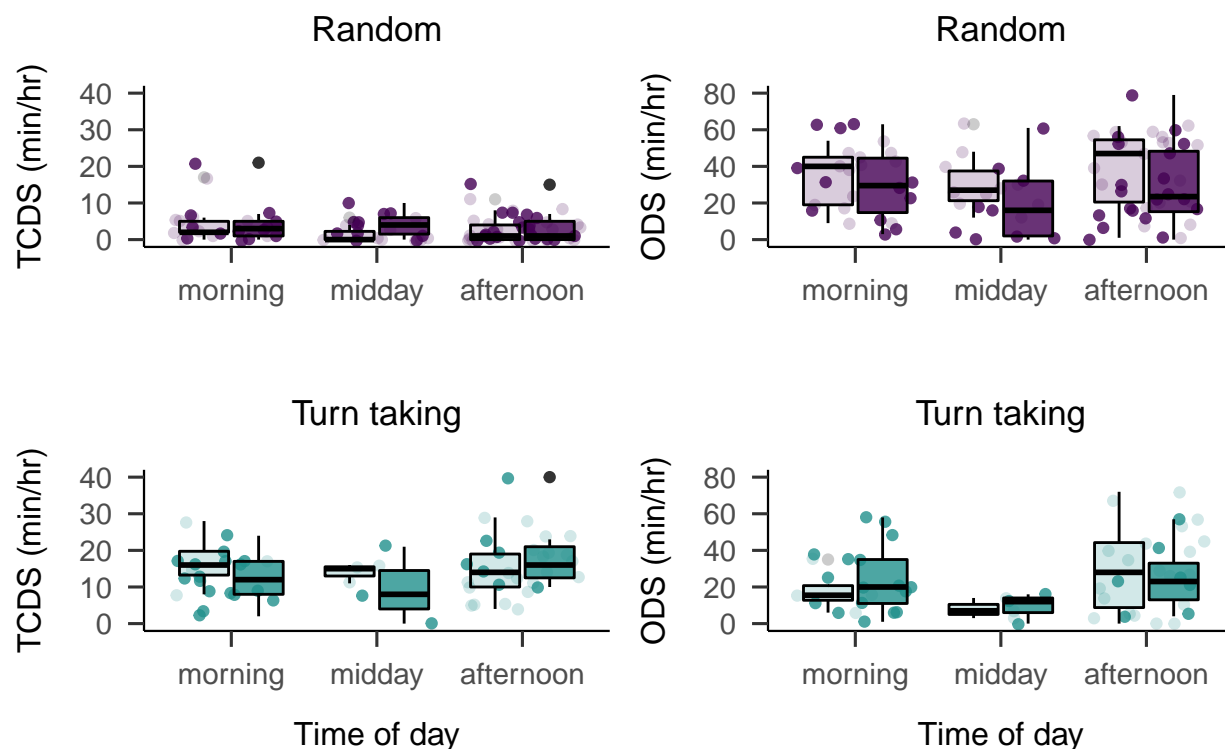 Random
TCDS (min/hr)
40
30
20
10
0
morning midday afternoon
Random
ODS (min/hr)
80
60
40
20
0
morning midday afternoon
Turn taking
TCDS (min/hr)
40
30
20
10
0
morning midday afternoon
Time of day
Turn taking
ODS (min/hr)
80
60
40
20
0
morning midday afternoon
Time of day